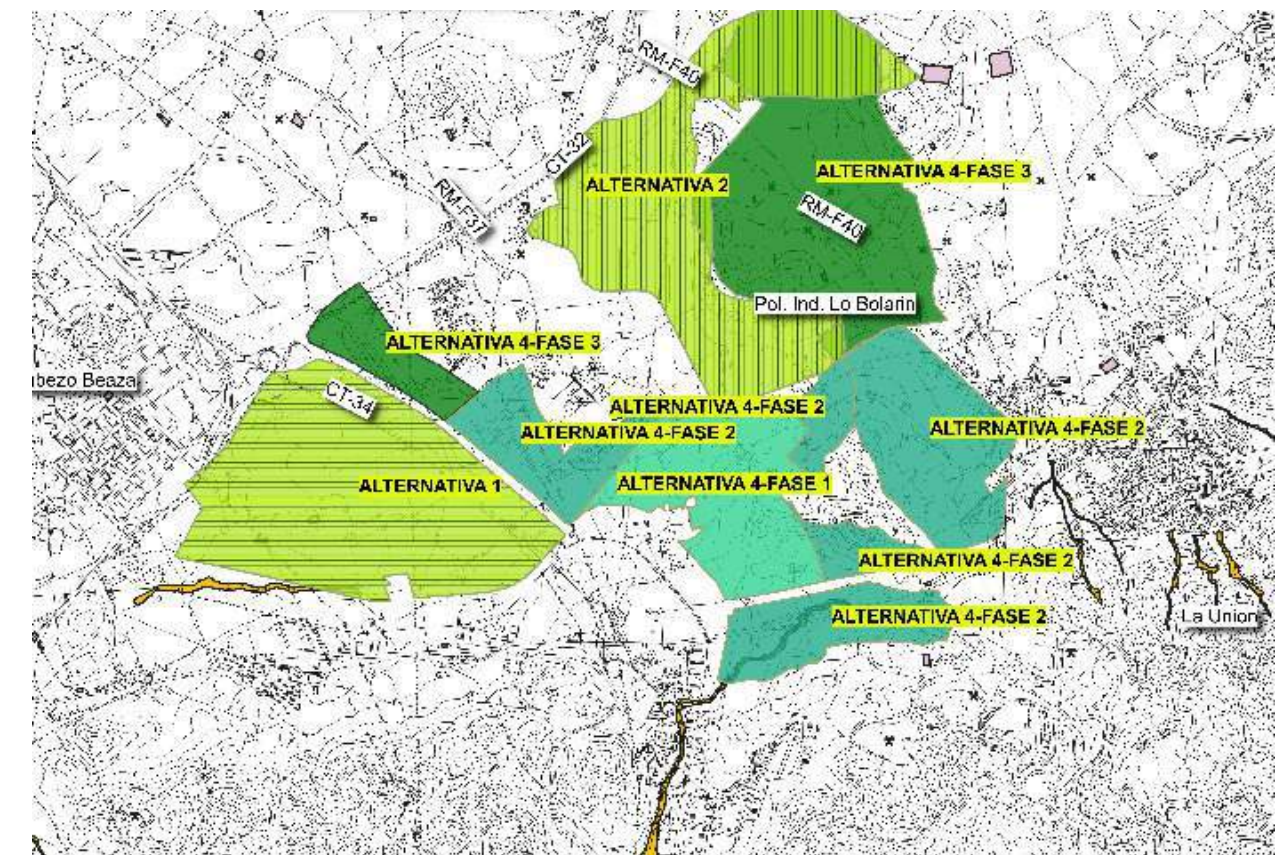 RM-F40
CT-32
ALTERNATIVA 4-FASE 3
ALTERNATIVA 2
RM-F37
RM-F40
Pol. Ind. Lo Bolarin
ALTERNATIVA 4-FASE 3
bezo Beaza
CT-34
ALTERNATIVA 4-FASE 2
ALTERNATIVA 4-FASE 2
ALTERNATIVA 4-FASE 2
ALTERNATIVA 1
ALTERNATIVA 4-FASE 1
ALTERNATIVA 4-FASE 2
ALTERNATIVA 4-FASE 2
La Union